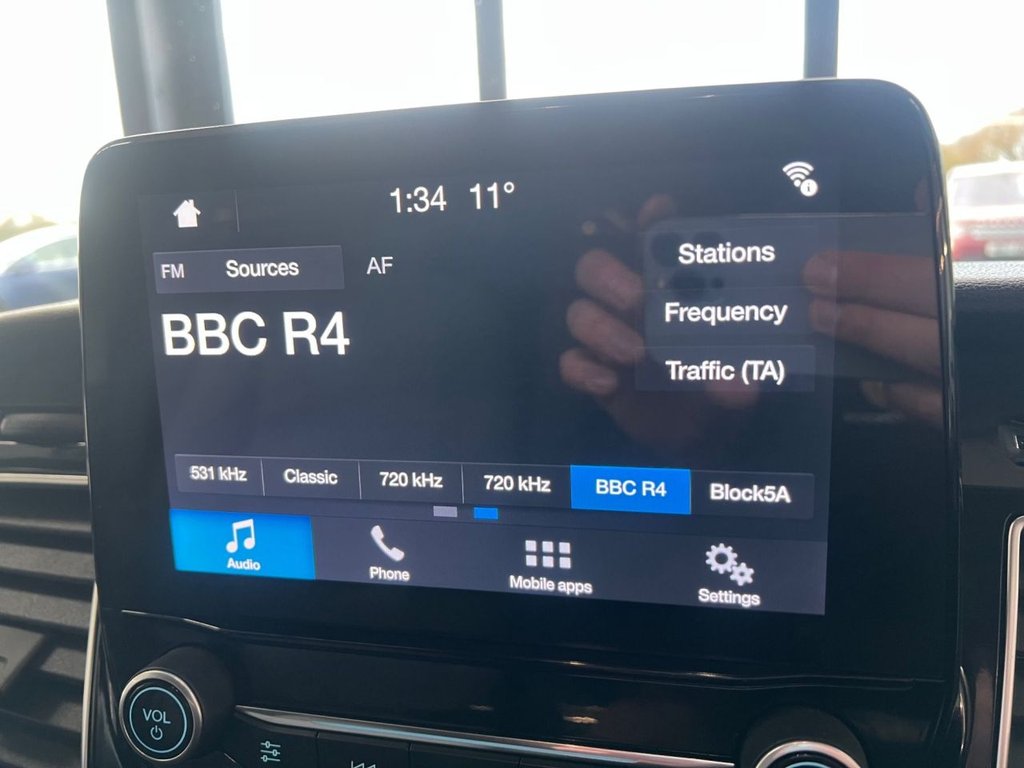 1:34 11°
FM Sources AF
Stations
BBC R4
Frequency
Traffic (TA)
531 kHz Classic 720 kHz 720 kHz BBC R4 Block5A
Audio Phone Mobile apps Settings
VOL